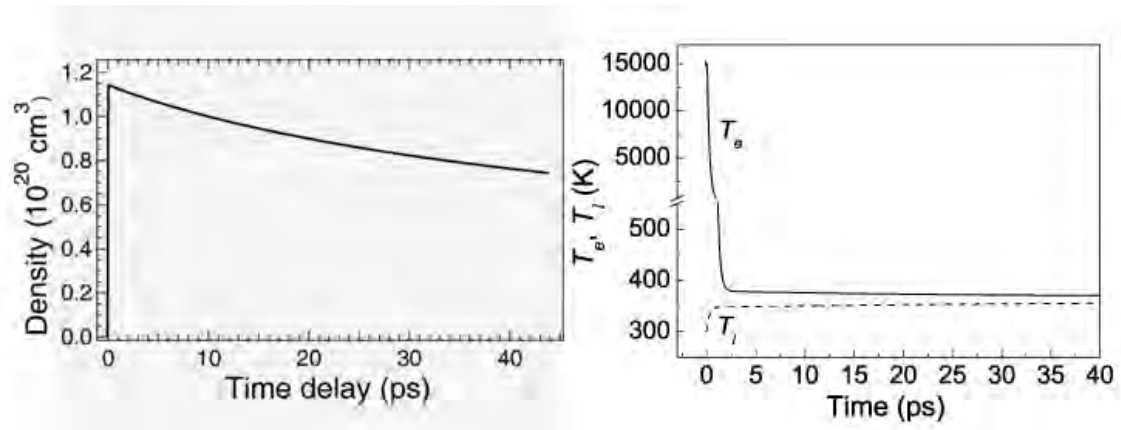 1.2
1.0
0.8
0.6
0.4
0.2
0.0
Density (10^20 cm^3)
0 10 20 30 40
Time delay (ps)
15000
10000
5000
500
400
300
T_e, T_l (K)
T_e
T_l
0 5 10 15 20 25 30 35 40
Time (ps)